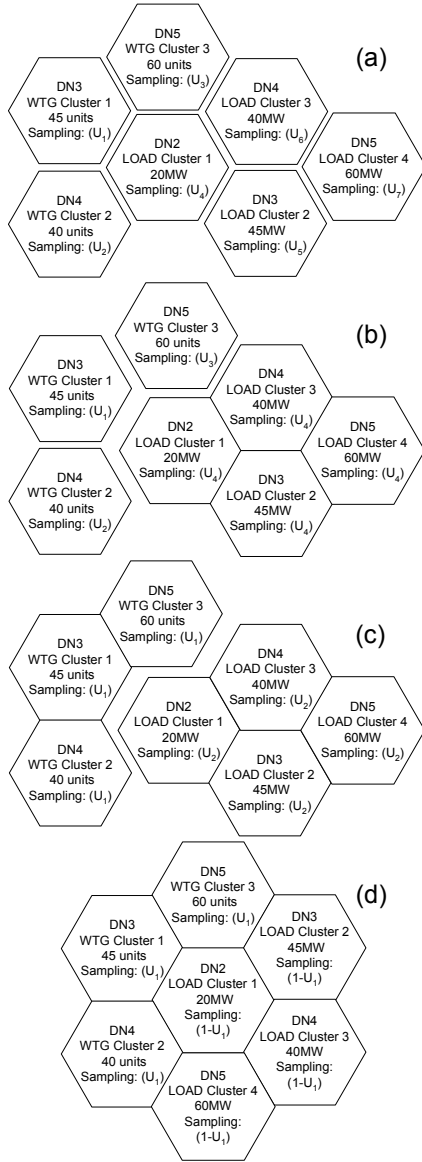 (a)
DN5
WTG Cluster 3
60 units
Sampling: (U3)
DN3
WTG Cluster 1
45 units
Sampling: (U1)
DN4
LOAD Cluster 3
40MW
Sampling: (U6)
DN2
LOAD Cluster 1
20MW
Sampling: (U4)
DN5
LOAD Cluster 4
60MW
Sampling: (U7)
DN4
WTG Cluster 2
40 units
Sampling: (U2)
DN3
LOAD Cluster 2
45MW
Sampling: (U5)
(b)
DN5
WTG Cluster 3
60 units
Sampling: (U3)
DN3
WTG Cluster 1
45 units
Sampling: (U1)
DN4
LOAD Cluster 3
40MW
Sampling: (U4)
DN2
LOAD Cluster 1
20MW
Sampling: (U4)
DN5
LOAD Cluster 4
60MW
Sampling: (U4)
DN4
WTG Cluster 2
40 units
Sampling: (U2)
DN3
LOAD Cluster 2
45MW
Sampling: (U4)
(c)
DN5
WTG Cluster 3
60 units
Sampling: (U1)
DN3
WTG Cluster 1
45 units
Sampling: (U1)
DN4
LOAD Cluster 3
40MW
Sampling: (U2)
DN2
LOAD Cluster 1
20MW
Sampling: (U2)
DN5
LOAD Cluster 4
60MW
Sampling: (U2)
DN4
WTG Cluster 2
40 units
Sampling: (U1)
DN3
LOAD Cluster 2
45MW
Sampling: (U2)
(d)
DN5
WTG Cluster 3
60 units
Sampling: (U1)
DN3
WTG Cluster 1
45 units
Sampling: (U1)
DN3
LOAD Cluster 2
45MW
Sampling:
(1-U1)
DN2
LOAD Cluster 1
20MW
Sampling:
(1-U1)
DN4
WTG Cluster 2
40 units
Sampling: (U1)
DN4
LOAD Cluster 3
40MW
Sampling:
(1-U1)
DN5
LOAD Cluster 4
60MW
Sampling:
(1-U1)